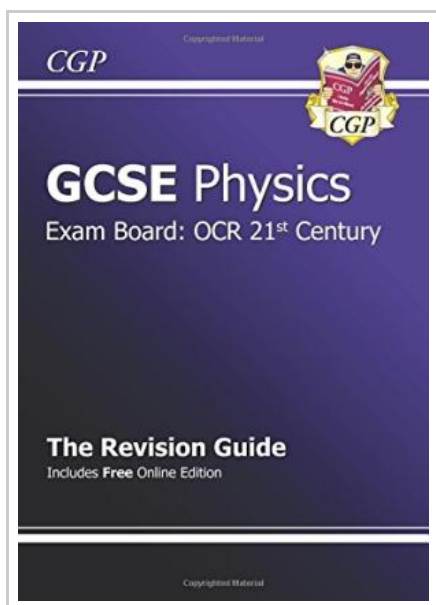 Copyrighted Material
CGP
CGP
CGP
GCSE Physics
Exam Board: OCR 21st Century
The Revision Guide
Includes Free Online Edition
Copyrighted Material